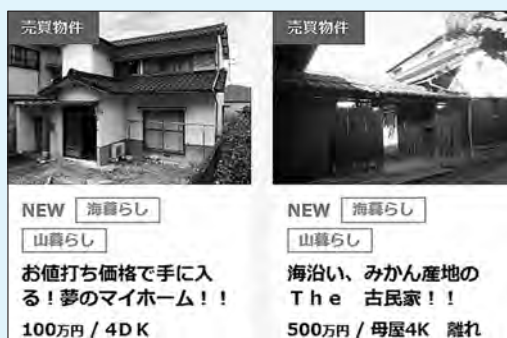 売買物件
NEW 海暮らし
山暮らし
お値打ち価格で手に入
る！夢のマイホーム！！
100万円 / 4DK
売買物件
NEW 海暮らし
山暮らし
海沿い、みかん産地の
Ｔｈｅ　古民家！！
500万円 / 母屋4K　離れ